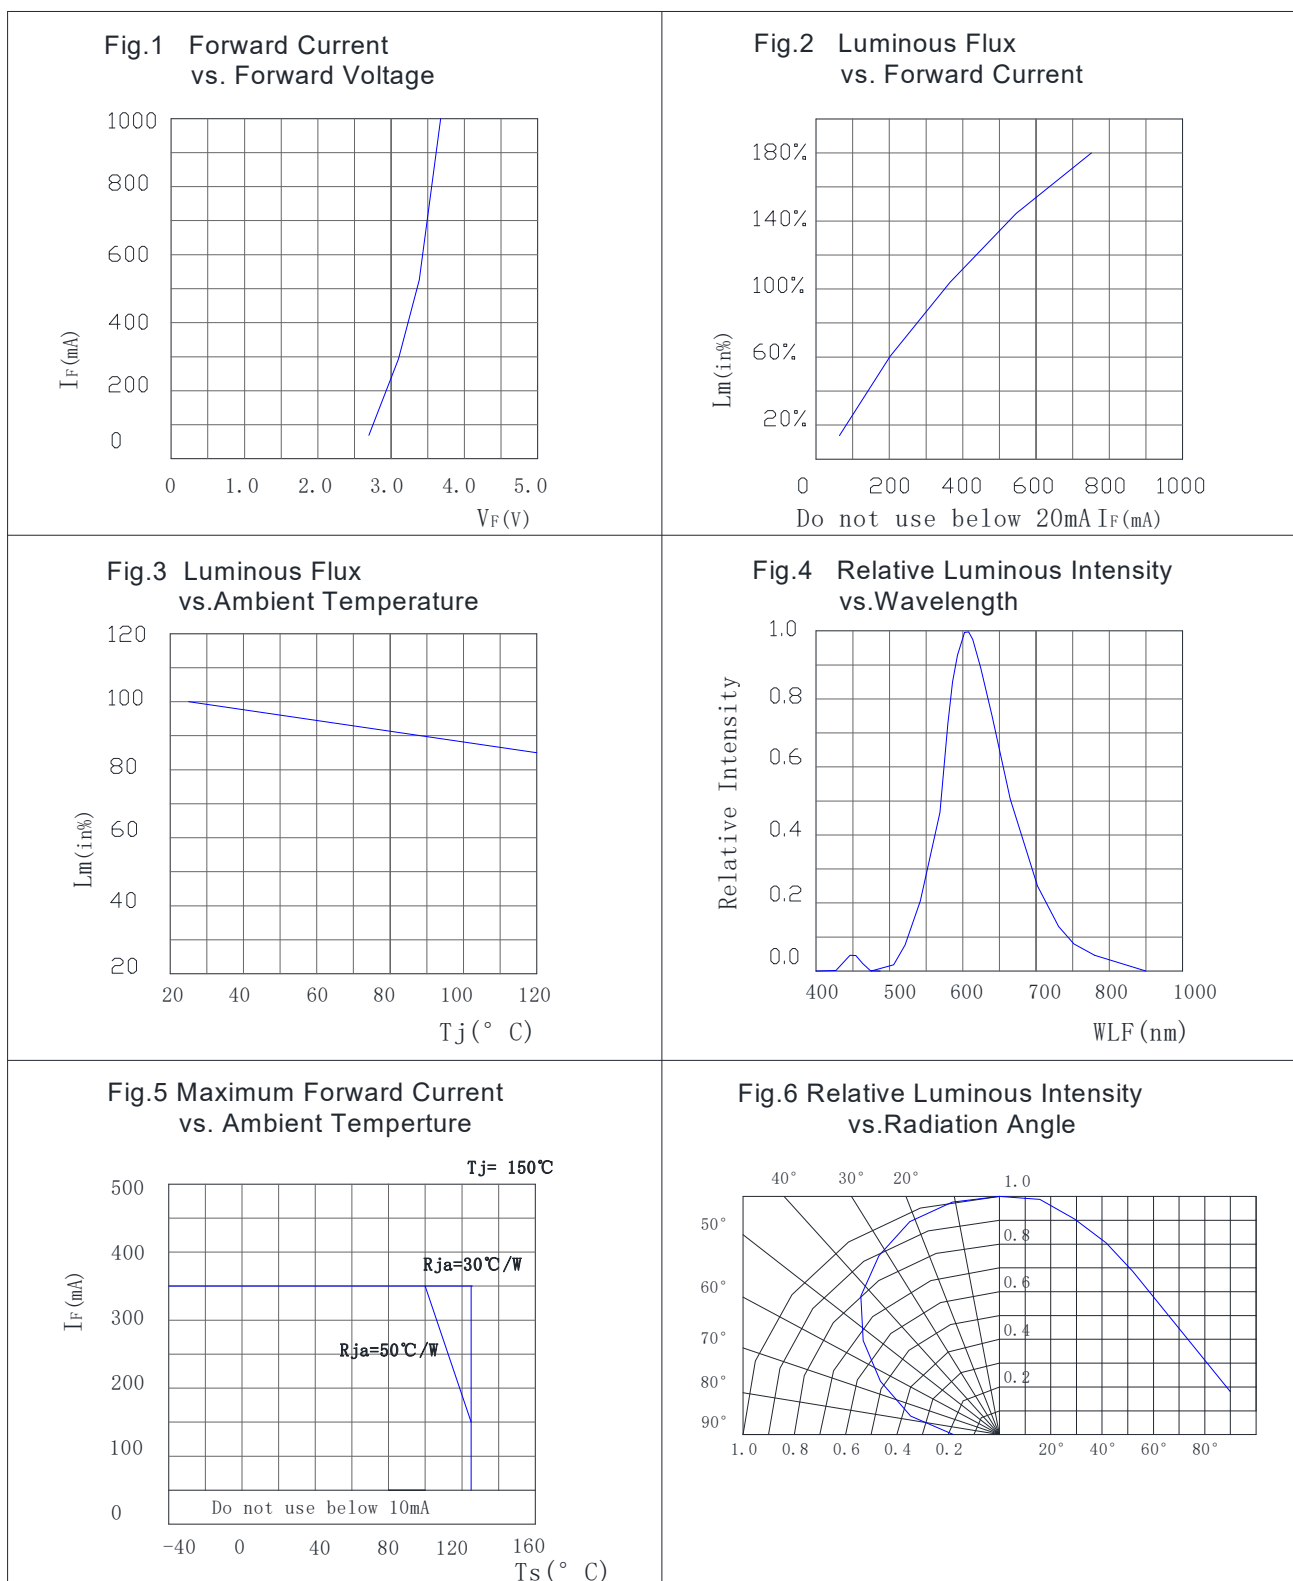 Fig.1 Forward Current
vs. Forward Voltage
1000
800
600
400
200
0
IF(mA)
0 1.0 2.0 3.0 4.0 5.0
VF(V)
Fig.2 Luminous Flux
vs. Forward Current
180%
140%
100%
60%
20%
Lm(in%)
0 200 400 600 800 1000
Do not use below 20mA IF(mA)
Fig.3 Luminous Flux
vs.Ambient Temperature
120
100
80
60
40
20
Lm(in%)
20 40 60 80 100 120
Tj(° C)
Fig.4 Relative Luminous Intensity
vs.Wavelength
1.0
0.8
0.6
0.4
0.2
0.0
Relative Intensity
400 500 600 700 800 1000
WLF(nm)
Fig.5 Maximum Forward Current
vs. Ambient Temperture
Tj= 150℃
500
400
300
200
100
0
IF(mA)
Rja=30℃/W
Rja=50℃/W
Do not use below 10mA
-40 0 40 80 120 160
Ts(° C)
Fig.6 Relative Luminous Intensity
vs.Radiation Angle
40° 30° 20° 1.0
50°
60°
70°
80°
90°
0.8
0.6
0.4
0.2
1.0 0.8 0.6 0.4 0.2 20° 40° 60° 80°